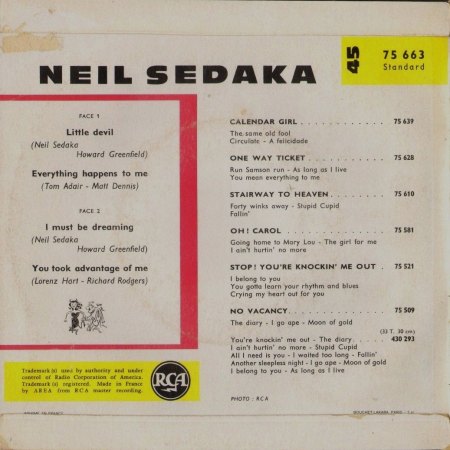 NEIL SEDAKA
45
75 663
Standard
FACE 1
Little devil
(Neil Sedaka
Howard Greenfield)
Everything happens to me
(Tom Adair - Matt Dennis)
FACE 2
I must be dreaming
(Neil Sedaka
Howard Greenfield)
You took advantage of me
(Lorenz Hart - Richard Rodgers)
CALENDAR GIRL . . . . . . . . . 75 639
The same old fool
Circulate - A felicidade
ONE WAY TICKET . . . . . . . . 75 628
Run Samson run - As long as I live
You mean everything to me
STAIRWAY TO HEAVEN . . . . . . 75 610
Forty winks away - Stupid Cupid
Fallin'
OH! CAROL . . . . . . . . . . . 75 581
Going home to Mary Lou - The girl for me
I ain't hurtin' no more
STOP! YOU'RE KNOCKIN' ME OUT . 75 521
I belong to you
You gotta learn your rhythm and blues
Crying my heart out for you
NO VACANCY . . . . . . . . . . 75 509
The diary - I go ape - Moon of gold
(33 T. 30 cm)
You're knockin' me out - The diary. . 430 293
I ain't hurtin' no more - Stupid Cupid
All I need is you - I waited too long - Fallin'
Another sleepless night - I go ape - Moon of gold
I belong to you - As long as I live
Trademark (s) used by authority and under
control of Radio Corporation of America.
Trademark (s) registered. Made in France
by AREA from RCA master recording.
RCA
PHOTO : RCA